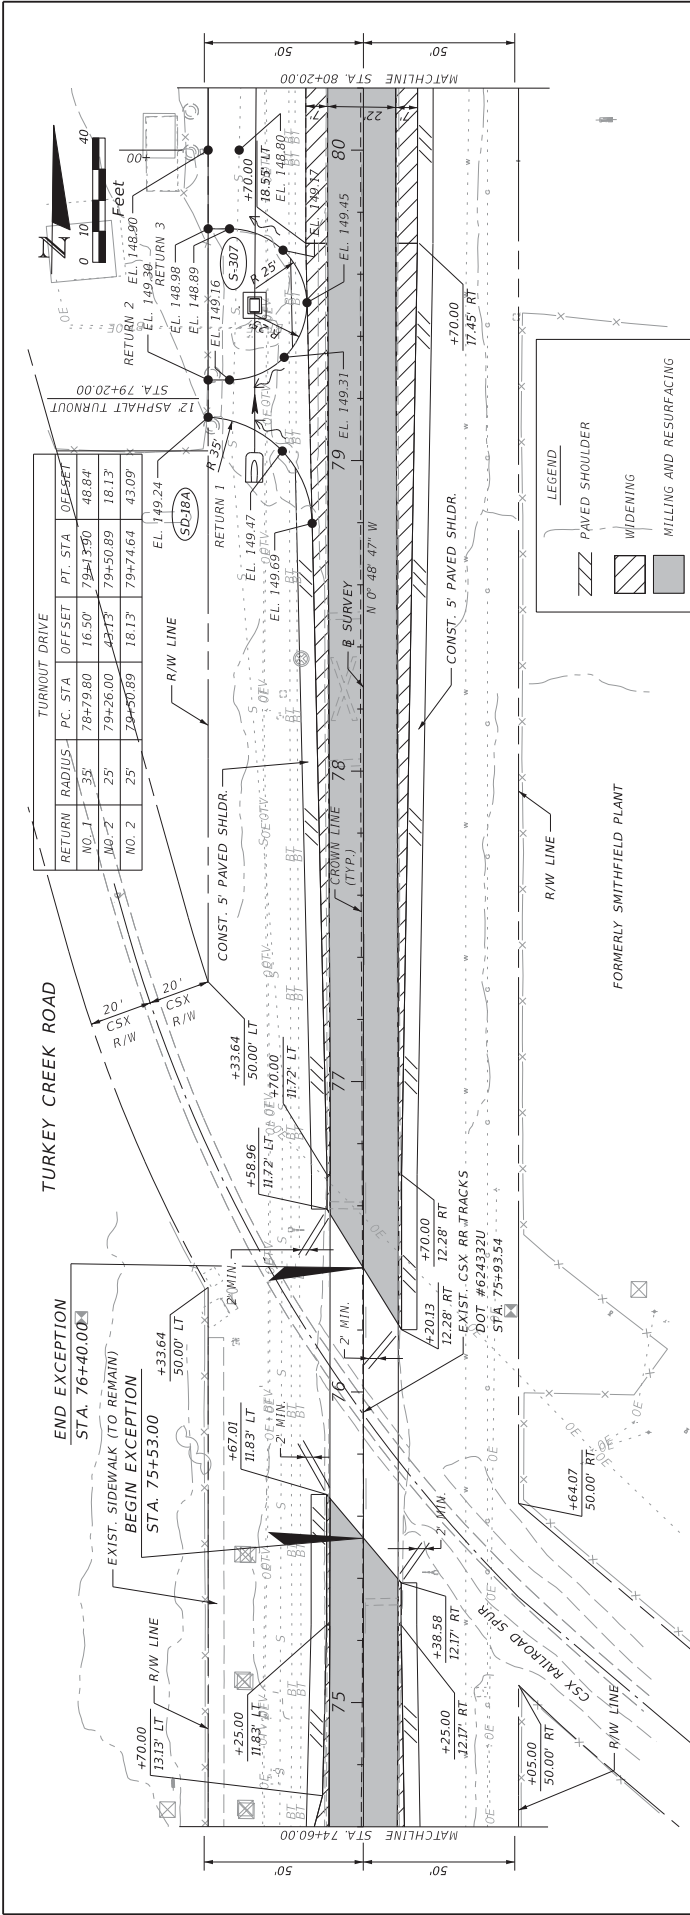 TURKEY CREEK ROAD
END EXCEPTION
STA. 76+40.00
EXIST. SIDEWALK (TO REMAIN)
BEGIN EXCEPTION
STA. 75+53.00
TURNOUT DRIVE
RETURN RADIUS PC. STA OFFSET PT. STA OFFSET
NO. 1 35' 78+79.80 16.50' 79+13.90 48.84'
NO. 2 25' 79+26.00 43.13' 79+50.89 18.13'
NO. 2 25' 79+50.89 18.13' 79+74.64 43.09'
N
0 10 40
Feet
+00
12' ASPHALT TURNOUT
STA. 79+20.00
RETURN 2
EL. 149.30
EL. 148.90
RETURN 3
EL. 148.98
EL. 148.89
EL. 149.16
S-307
R 25'
R 25'
+70.00
18.55' LT
EL. 148.80
EL. 149.17
EL. 149.45
EL. 149.31
EL. 149.24
SD-18A
R 35'
RETURN 1
EL. 149.47
EL. 149.69
R/W LINE
CONST. 5' PAVED SHLDR.
20'
20'
CSX
R/W
CSX
R/W
+33.64
50.00' LT
+70.00
11.72' LT
+58.96
11.72' LT
2' MIN.
+33.64
50.00' LT
+67.01
11.83' LT
2' MIN.
R/W LINE
+70.00
13.13' LT
+25.00
11.83' LT
MATCHLINE STA. 74+60.00
50'
50'
75
76
77
78
79
80
CROWN LINE
(TYP.)
B SURVEY
N 0° 48' 47" W
MATCHLINE STA. 80+20.00
50'
50'
7'
22'
7'
+70.00
17.45' RT
CONST. 5' PAVED SHLDR.
2' MIN.
+70.00
12.28' RT
+20.13
12.28' RT
EXIST. CSX RR TRACKS
DOT #624332U
STA. 75+93.54
2' MIN.
+38.58
12.17' RT
+25.00
12.17' RT
CSX RAILROAD SPUR
+05.00
50.00' RT
R/W LINE
+64.07
50.00' RT
R/W LINE
FORMERLY SMITHFIELD PLANT
LEGEND
PAVED SHOULDER
WIDENING
MILLING AND RESURFACING